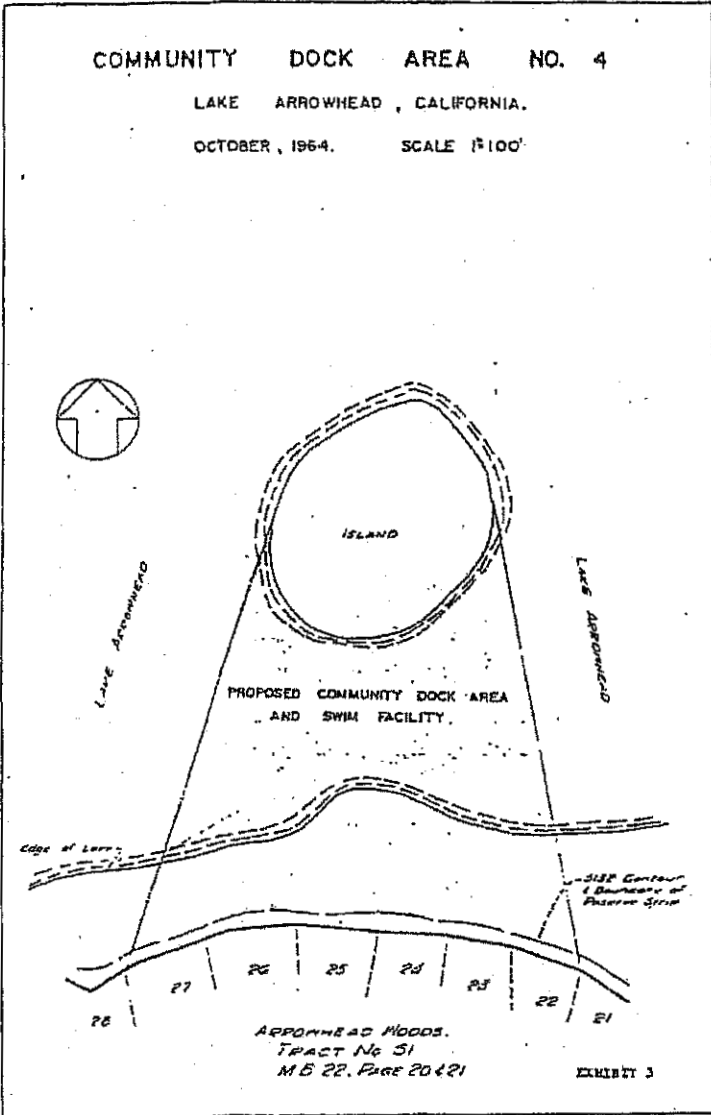 COMMUNITY DOCK AREA NO. 4
LAKE ARROWHEAD , CALIFORNIA.
OCTOBER , 1964. SCALE 1"=100'
ISLAND
LAKE ARROWHEAD
LAKE ARROWHEAD
PROPOSED COMMUNITY DOCK AREA
AND SWIM FACILITY.
Edge of Lake
Contour
& Boundary of
Reserve Strip
28
27
26
25
24
23
22
21
ARROWHEAD WOODS.
TRACT No 51
M B 22. PAGE 20 & 21
EXHIBIT 3